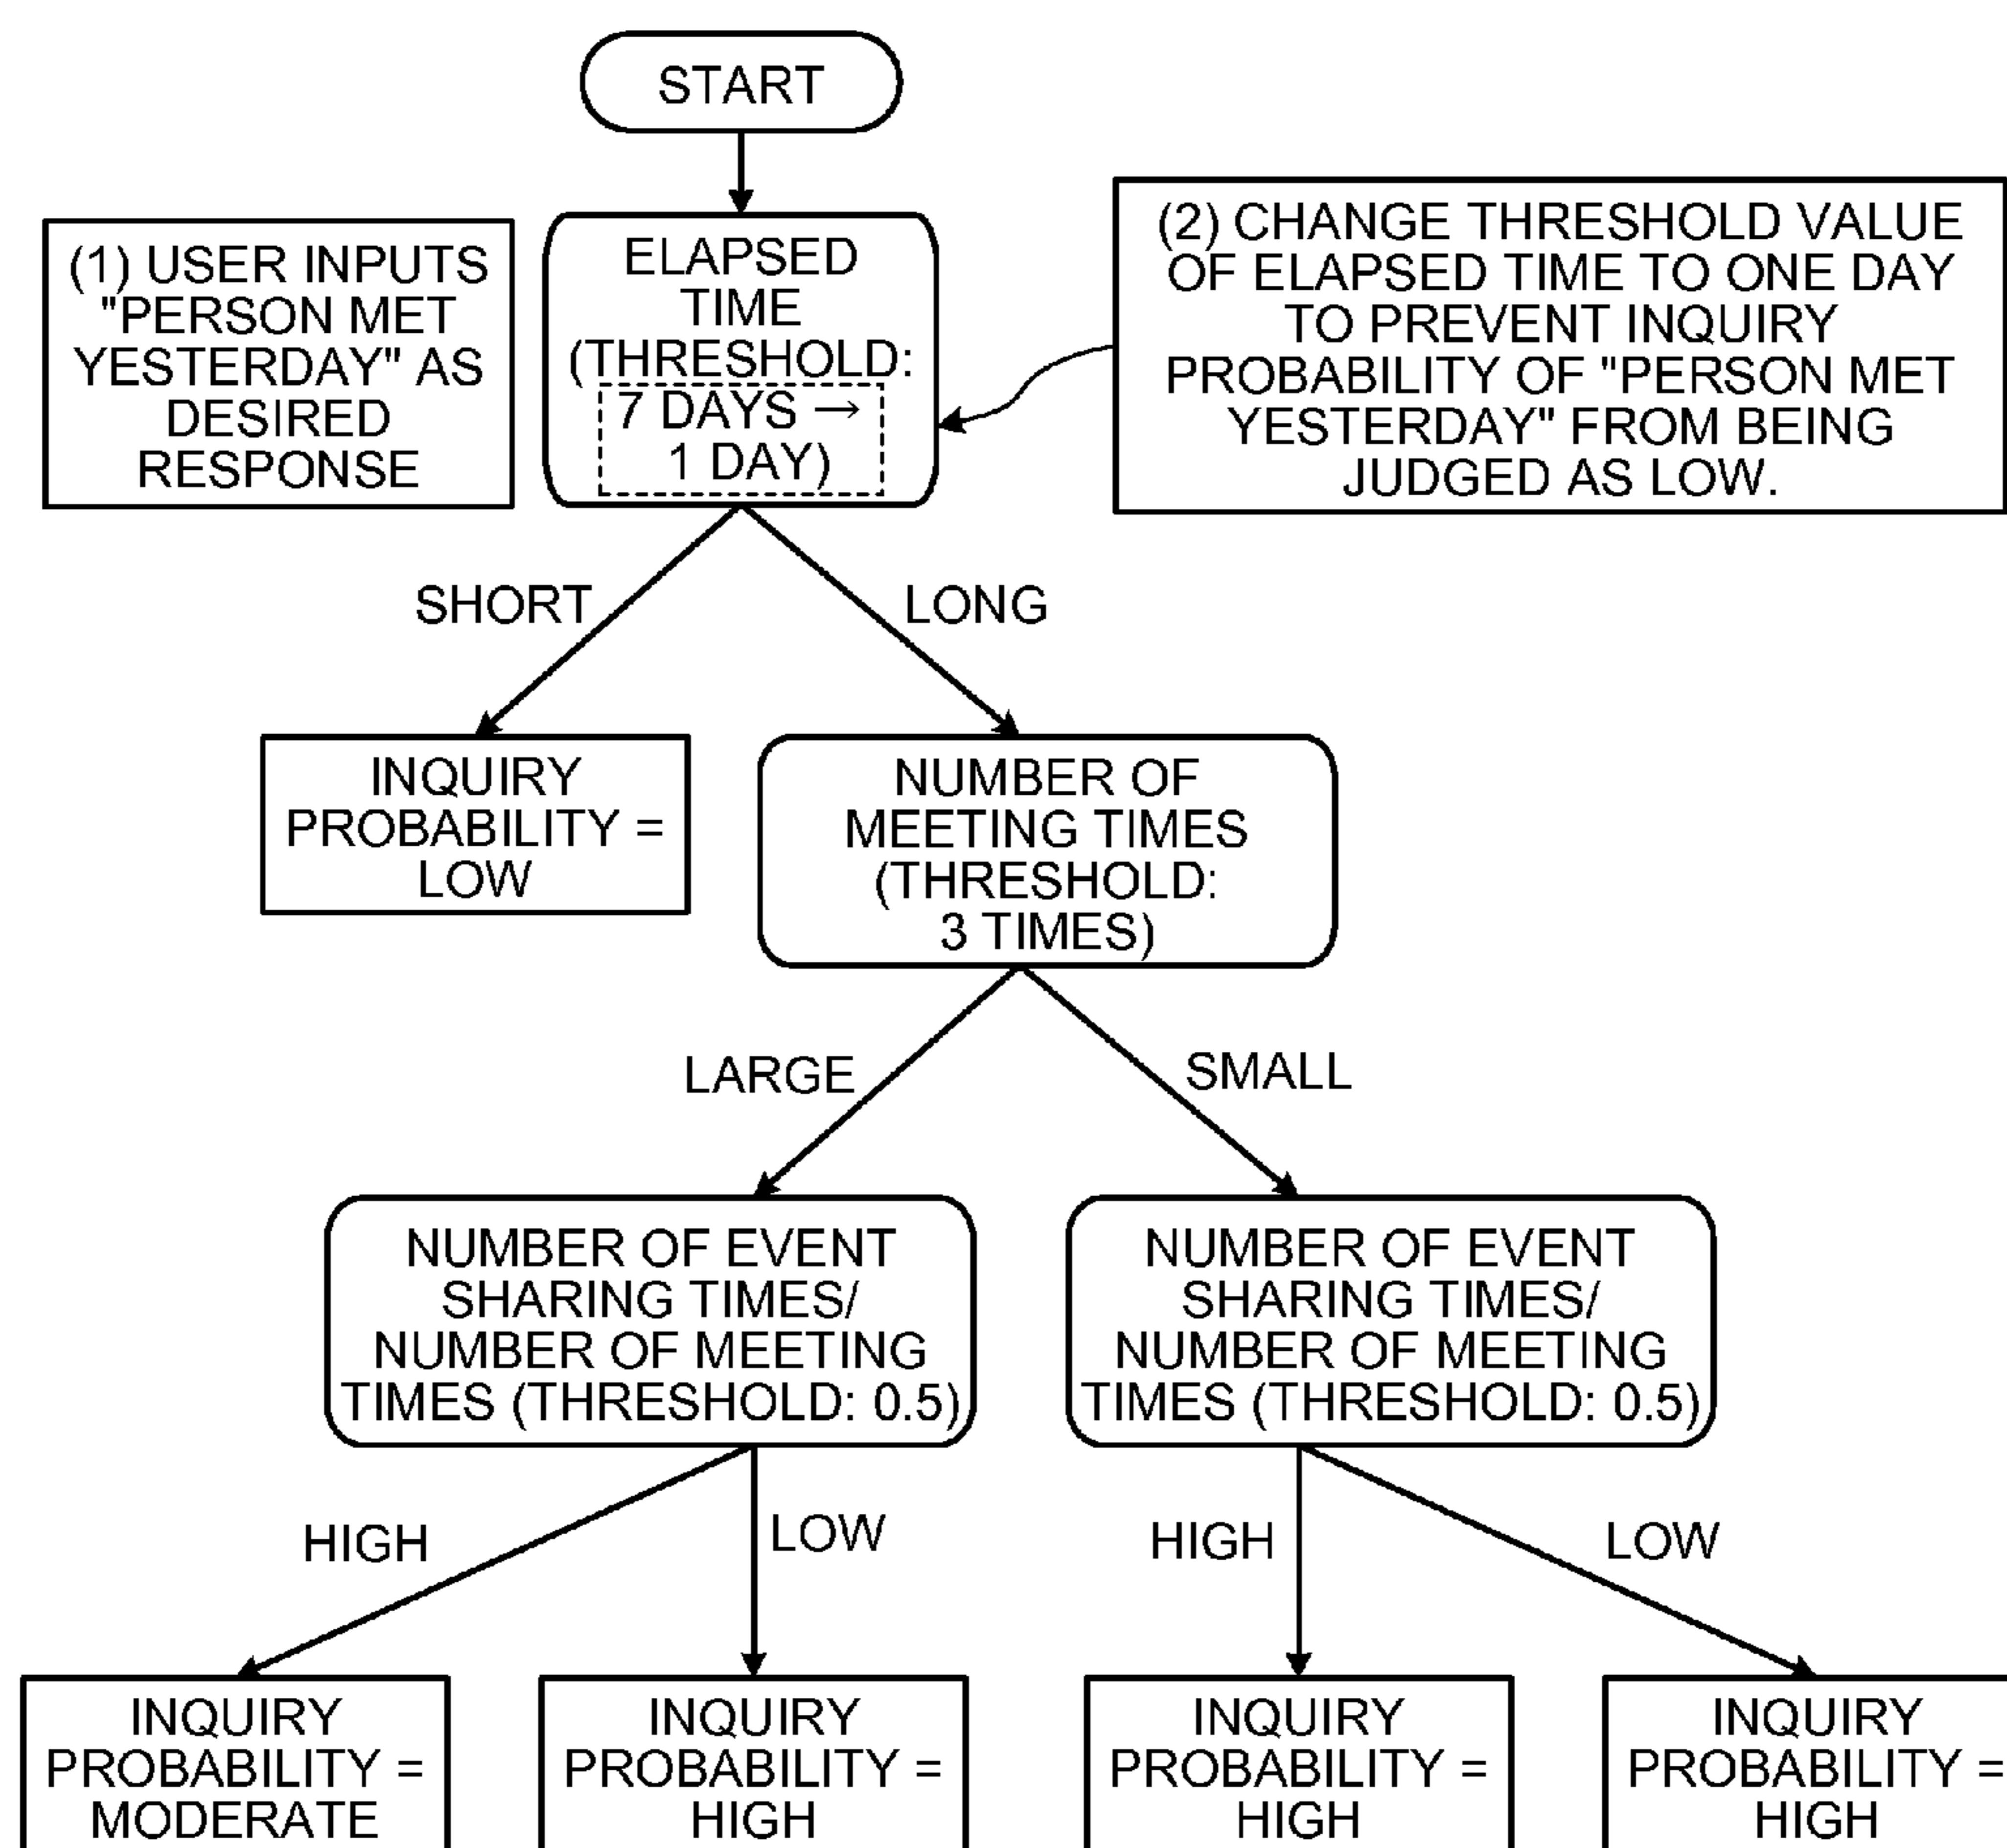 START
(1) USER INPUTS
"PERSON MET
YESTERDAY" AS
DESIRED
RESPONSE
ELAPSED
TIME
(THRESHOLD:
7 DAYS →
1 DAY)
(2) CHANGE THRESHOLD VALUE
OF ELAPSED TIME TO ONE DAY
TO PREVENT INQUIRY
PROBABILITY OF "PERSON MET
YESTERDAY" FROM BEING
JUDGED AS LOW.
SHORT
LONG
INQUIRY
PROBABILITY =
LOW
NUMBER OF
MEETING TIMES
(THRESHOLD:
3 TIMES)
LARGE
SMALL
NUMBER OF EVENT
SHARING TIMES/
NUMBER OF MEETING
TIMES (THRESHOLD: 0.5)
NUMBER OF EVENT
SHARING TIMES/
NUMBER OF MEETING
TIMES (THRESHOLD: 0.5)
HIGH
LOW
HIGH
LOW
INQUIRY
PROBABILITY =
MODERATE
INQUIRY
PROBABILITY =
HIGH
INQUIRY
PROBABILITY =
HIGH
INQUIRY
PROBABILITY =
HIGH